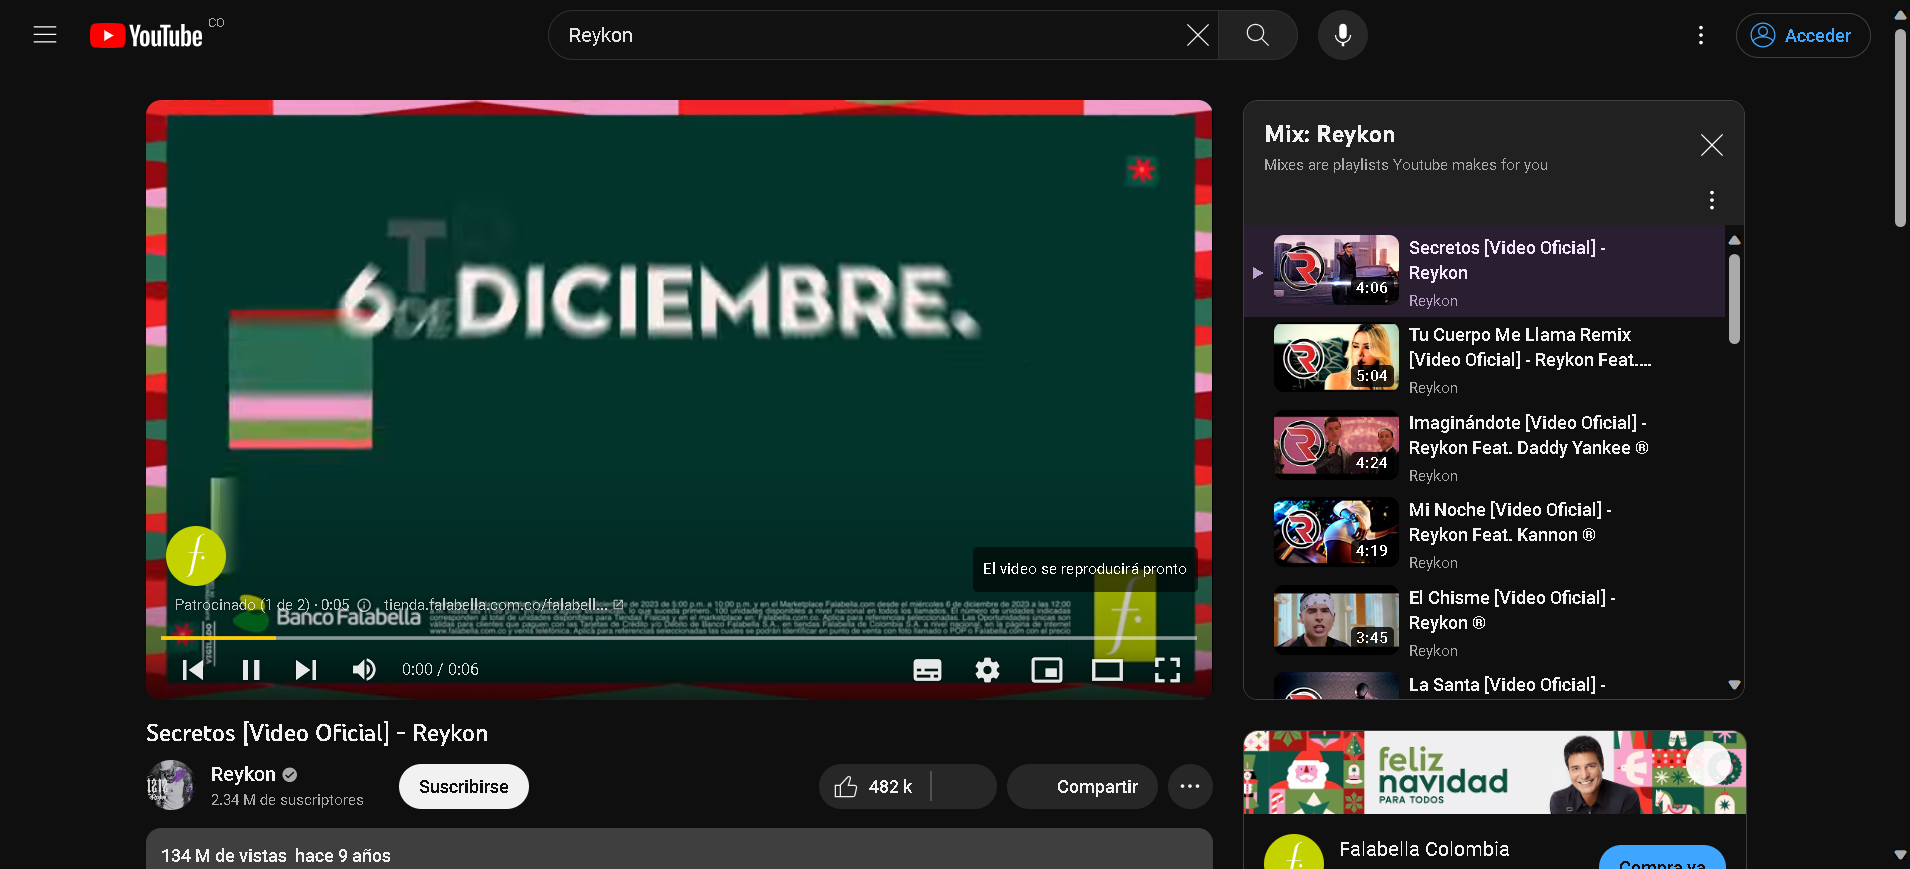 YouTube CO
Reykon
Acceder
6 DE DICIEMBRE.
El video se reproducirá pronto
Patrocinado (1 de 2) · 0:05
tienda.falabella.com.co/falabell...
Banco Falabella
VIGILADO
0:00 / 0:06
Secretos [Video Oficial] - Reykon
Reykon
2.34 M de suscriptores
Suscribirse
482 k
Compartir
134 M de vistas hace 9 años
Mix: Reykon
Mixes are playlists Youtube makes for you
Secretos [Video Oficial] -
Reykon
Reykon
4:06
Tu Cuerpo Me Llama Remix
[Video Oficial] - Reykon Feat....
Reykon
5:04
Imaginándote [Video Oficial] -
Reykon Feat. Daddy Yankee ®
Reykon
4:24
Mi Noche [Video Oficial] -
Reykon Feat. Kannon ®
Reykon
4:19
El Chisme [Video Oficial] -
Reykon ®
Reykon
3:45
La Santa [Video Oficial] -
feliz
navidad
PARA TODOS
Falabella Colombia
Compra ya